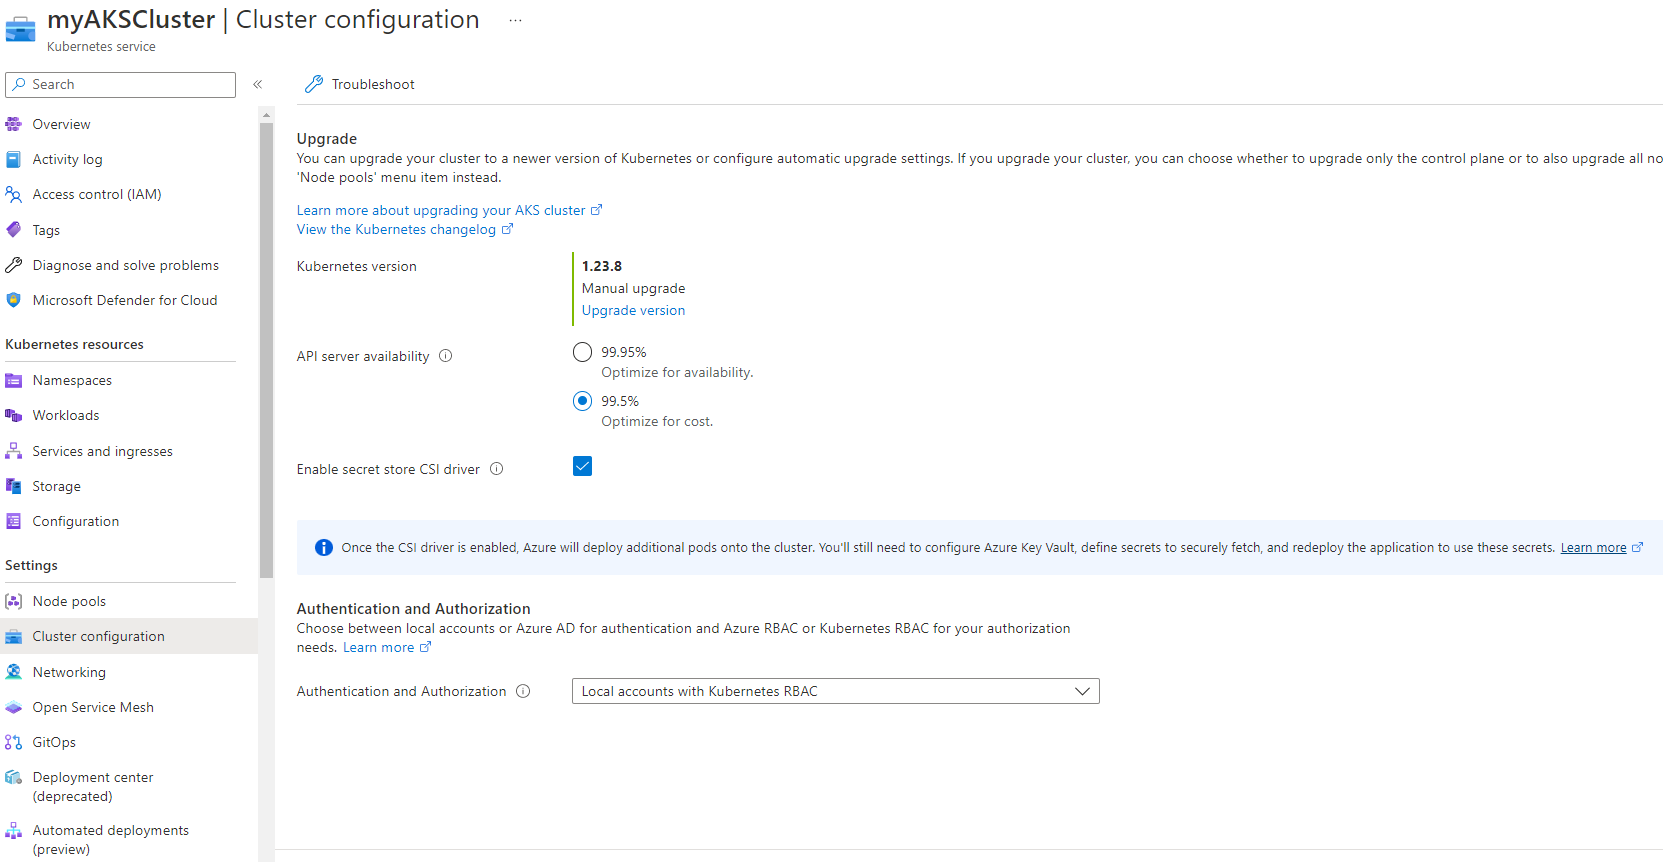 myAKSCluster | Cluster configuration ...
Kubernetes service
Search
«
Troubleshoot
Overview
Activity log
Access control (IAM)
Tags
Diagnose and solve problems
Microsoft Defender for Cloud
Kubernetes resources
Namespaces
Workloads
Services and ingresses
Storage
Configuration
Settings
Node pools
Cluster configuration
Networking
Open Service Mesh
GitOps
Deployment center
(deprecated)
Automated deployments
(preview)
Upgrade
You can upgrade your cluster to a newer version of Kubernetes or configure automatic upgrade settings. If you upgrade your cluster, you can choose whether to upgrade only the control plane or to also upgrade all no
'Node pools' menu item instead.
Learn more about upgrading your AKS cluster
View the Kubernetes changelog
Kubernetes version
1.23.8
Manual upgrade
Upgrade version
API server availability
99.95%
Optimize for availability.
99.5%
Optimize for cost.
Enable secret store CSI driver
Once the CSI driver is enabled, Azure will deploy additional pods onto the cluster. You'll still need to configure Azure Key Vault, define secrets to securely fetch, and redeploy the application to use these secrets. Learn more
Authentication and Authorization
Choose between local accounts or Azure AD for authentication and Azure RBAC or Kubernetes RBAC for your authorization
needs. Learn more
Authentication and Authorization
Local accounts with Kubernetes RBAC